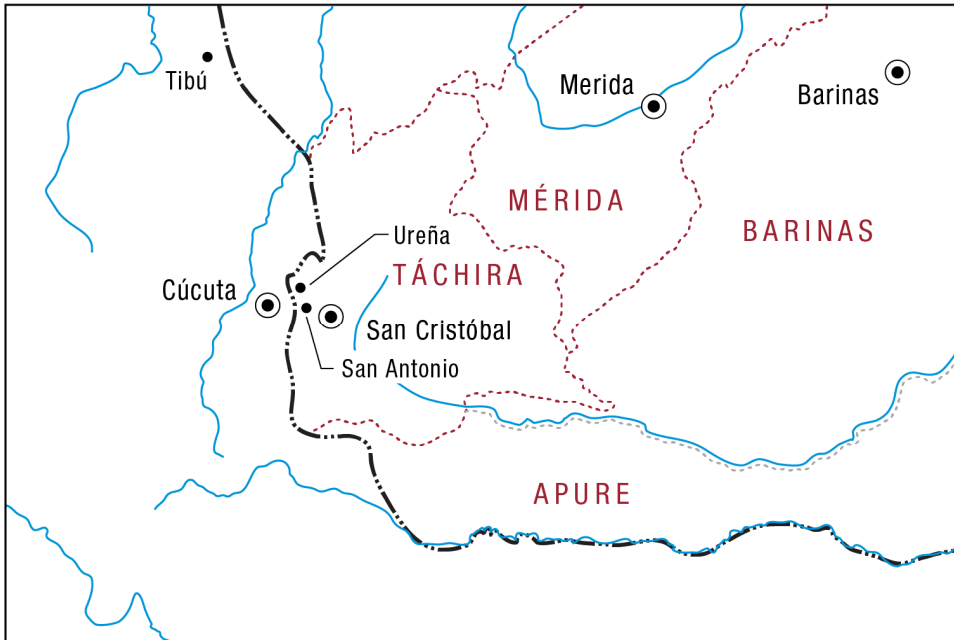 Tibú
Merida
Barinas
MÉRIDA
BARINAS
Ureña
TÁCHIRA
Cúcuta
San Cristóbal
San Antonio
APURE